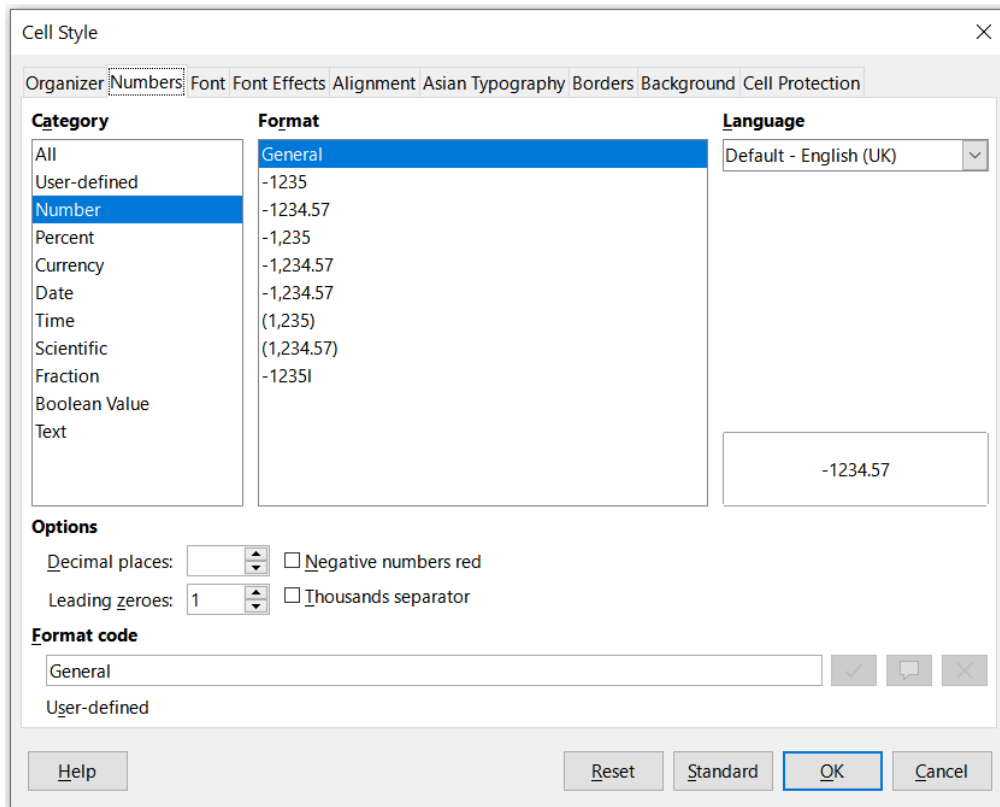 Cell Style
Organizer Numbers Font Font Effects Alignment Asian Typography Borders Background Cell Protection
Category
All
User-defined
Number
Percent
Currency
Date
Time
Scientific
Fraction
Boolean Value
Text
Format
General
-1235
-1234.57
-1,235
-1,234.57
-1,234.57
(1,235)
(1,234.57)
-1235I
Language
Default - English (UK)
-1234.57
Options
Decimal places:
Negative numbers red
Leading zeroes: 1
Thousands separator
Format code
General
User-defined
Help Reset Standard OK Cancel